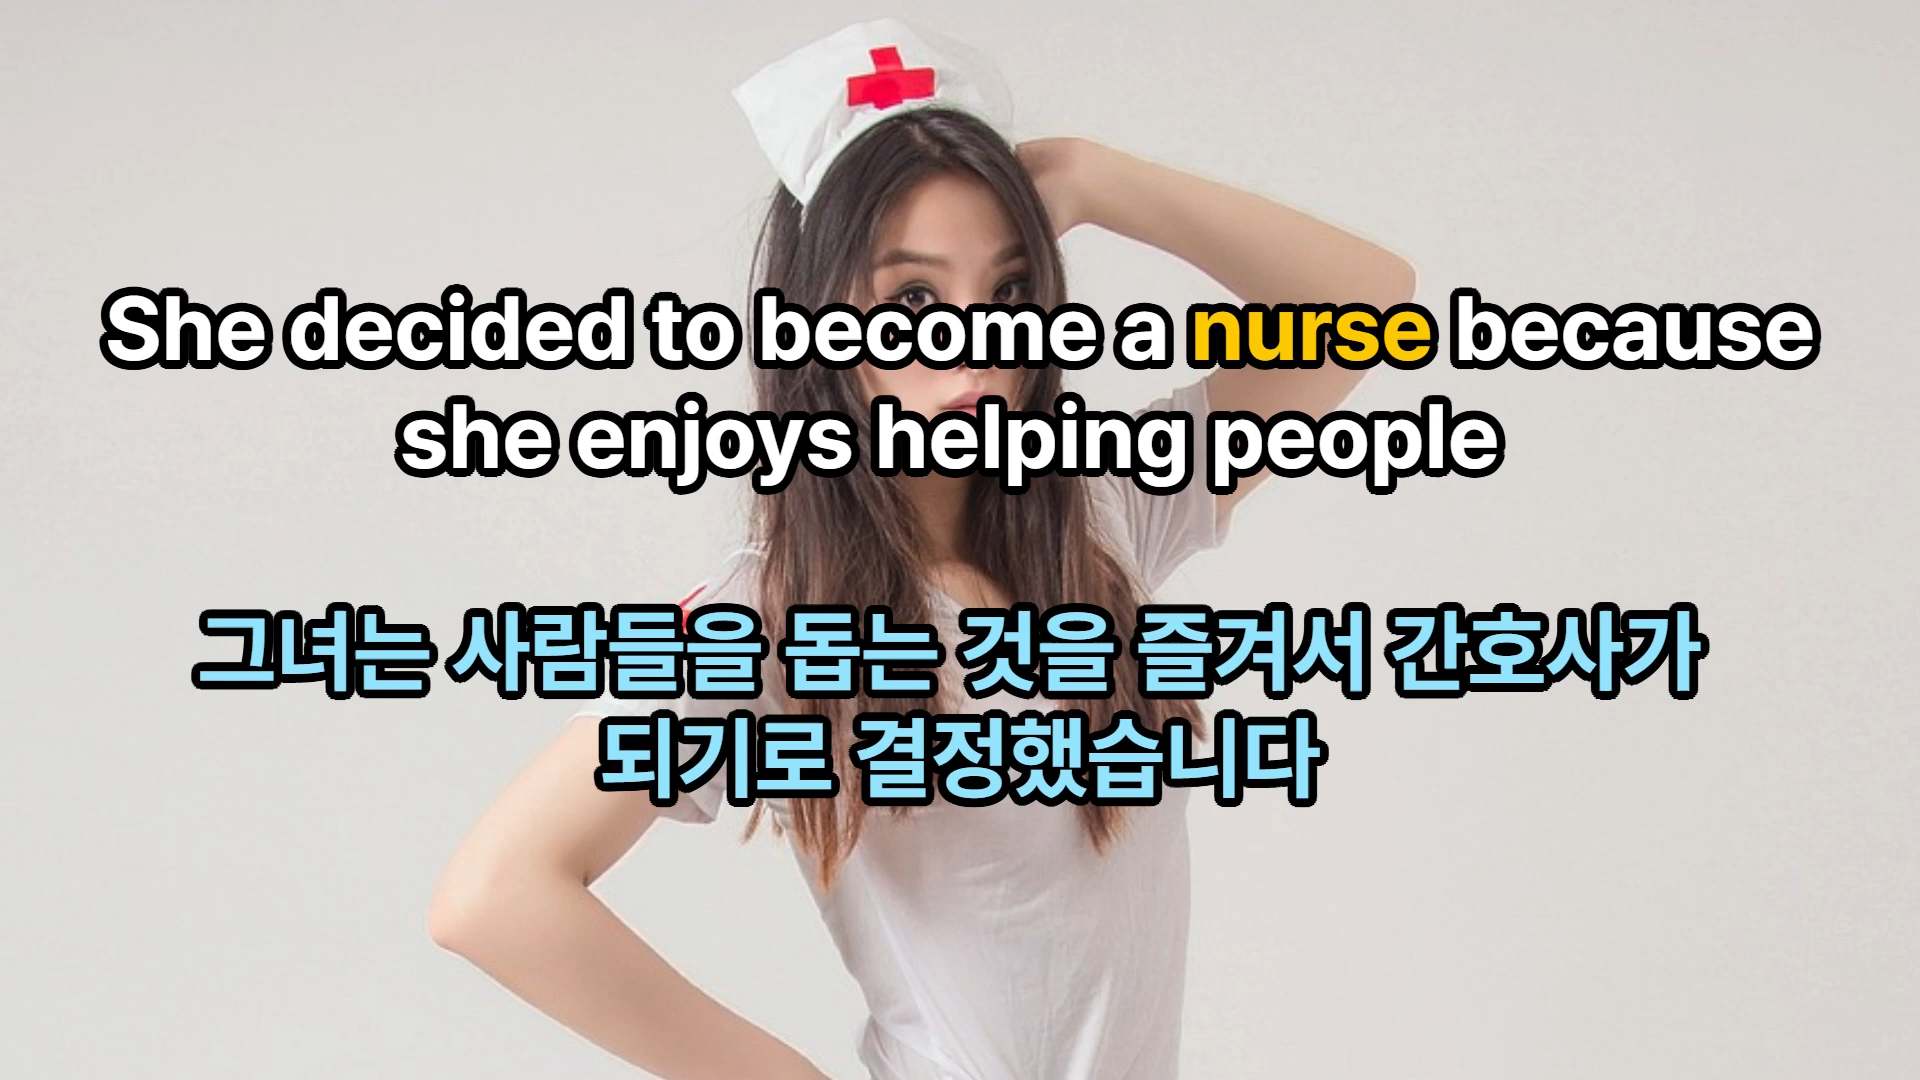 She decided to become a nurse because
she enjoys helping people
그녀는 사람들을 돕는 것을 즐겨서 간호사가
되기로 결정했습니다